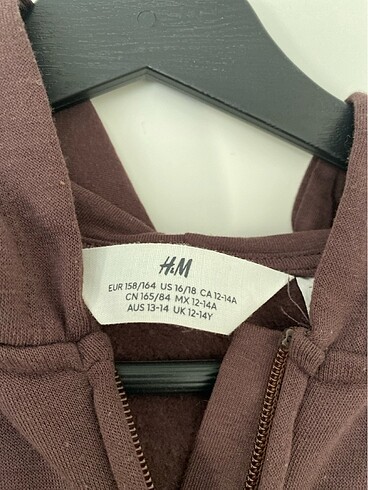 H&M
EUR 158/164 US 16/18 CA 12-14A
CN 165/84 MX 12-14A
AUS 13-14 UK 12-14Y